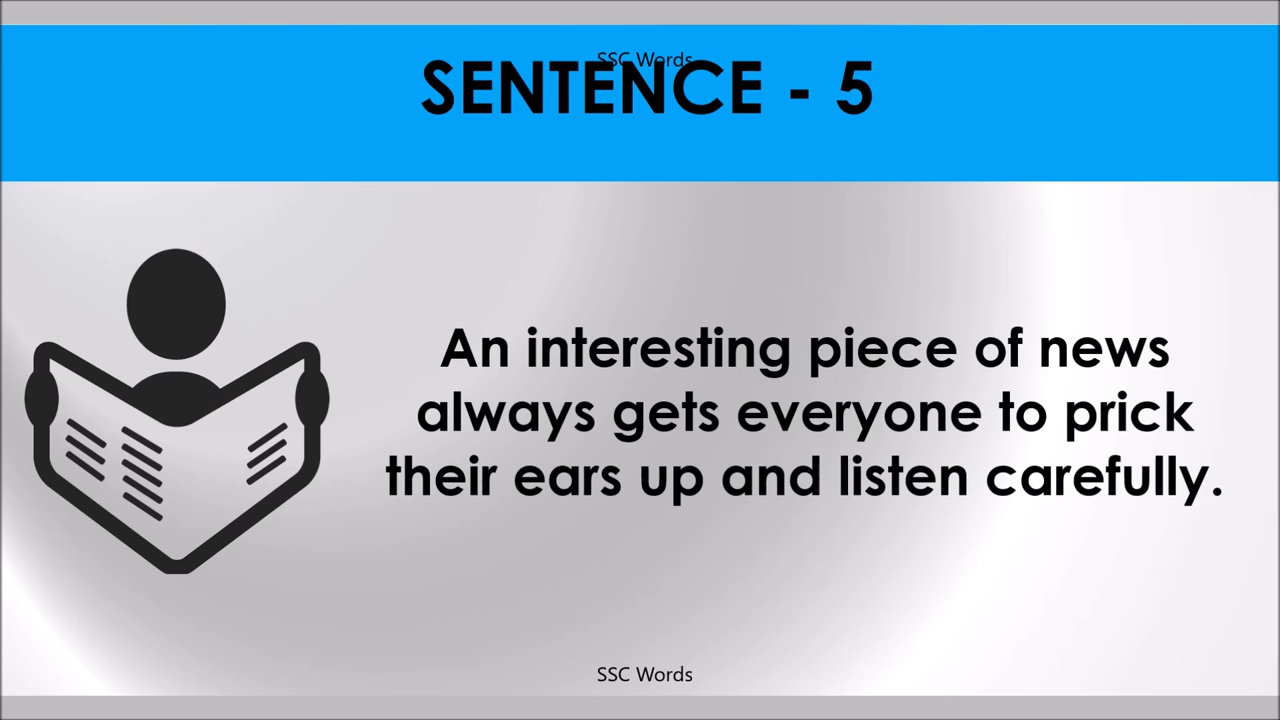 SSC Words
SENTENCE - 5
An interesting piece of news
always gets everyone to prick
their ears up and listen carefully.
SSC Words